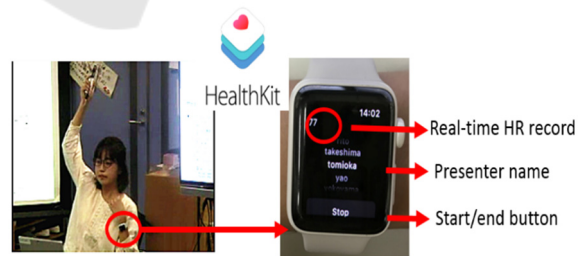 HealthKit
14:02
77
takeshima
tomioka
yao
Stop
Real-time HR record
Presenter name
Start/end button